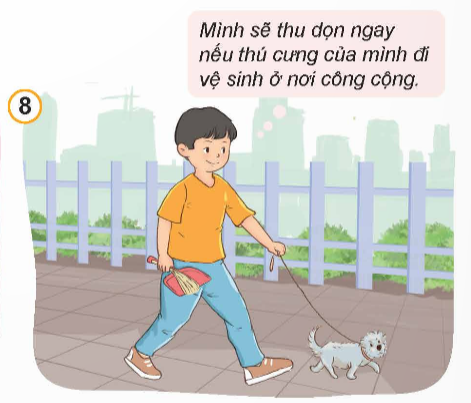 Mình sẽ thu dọn ngay
nếu thú cưng của mình đi
vệ sinh ở nơi công cộng.
8